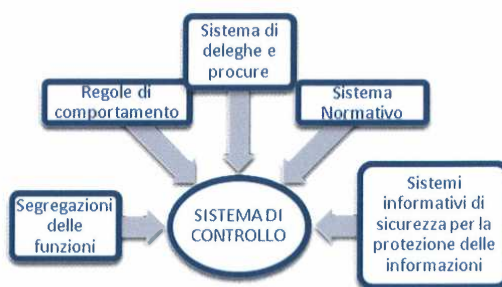 Sistema di
deleghe e
procure
Regole di
comportamento
Sistema
Normativo
Segregazioni
delle
funzioni
SISTEMA DI
CONTROLLO
Sistemi
informativi di
sicurezza per la
protezione delle
informazioni